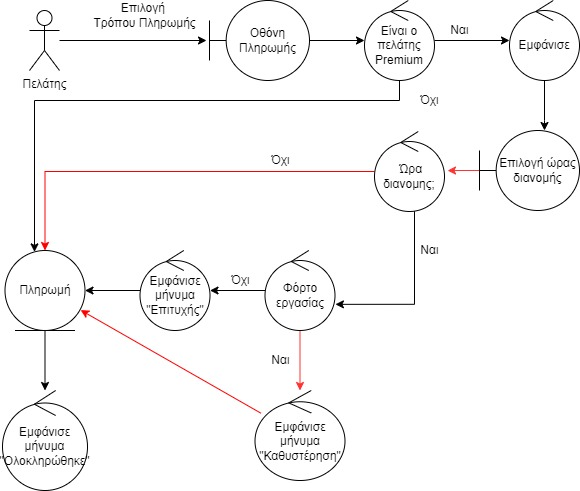 Επιλογή
Τρόπου Πληρωμής
Πελάτης
Οθόνη
Πληρωμής
Είναι ο
πελάτης
Premium
Ναι
Εμφάνισε
Όχι
Επιλογή ώρας
διανομής
Ώρα
διανομης;
Όχι
Ναι
Πληρωμή
Εμφάνισε
μήνυμα
"Επιτυχής"
Όχι
Φόρτο
εργασίας
Ναι
Εμφάνισε
μήνυμα
"Ολοκληρώθηκε"
Εμφάνισε
μήνυμα
"Καθυστέρηση"